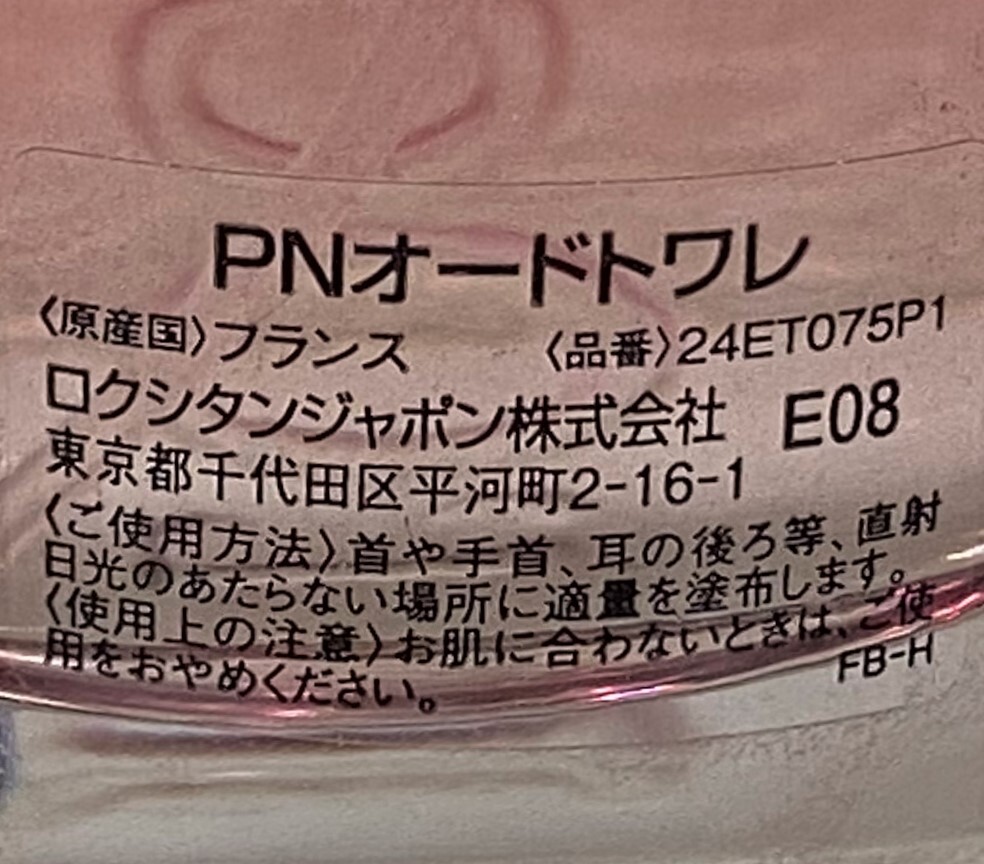 PNオードトワレ
〈原産国〉フランス 〈品番〉24ET075P1
ロクシタンジャポン株式会社 E08
東京都千代田区平河町2-16-1
〈ご使用方法〉首や手首、耳の後ろ等、直射
日光のあたらない場所に適量を塗布します。
〈使用上の注意〉お肌に合わないときは、ご使
用をおやめください。
FB-H